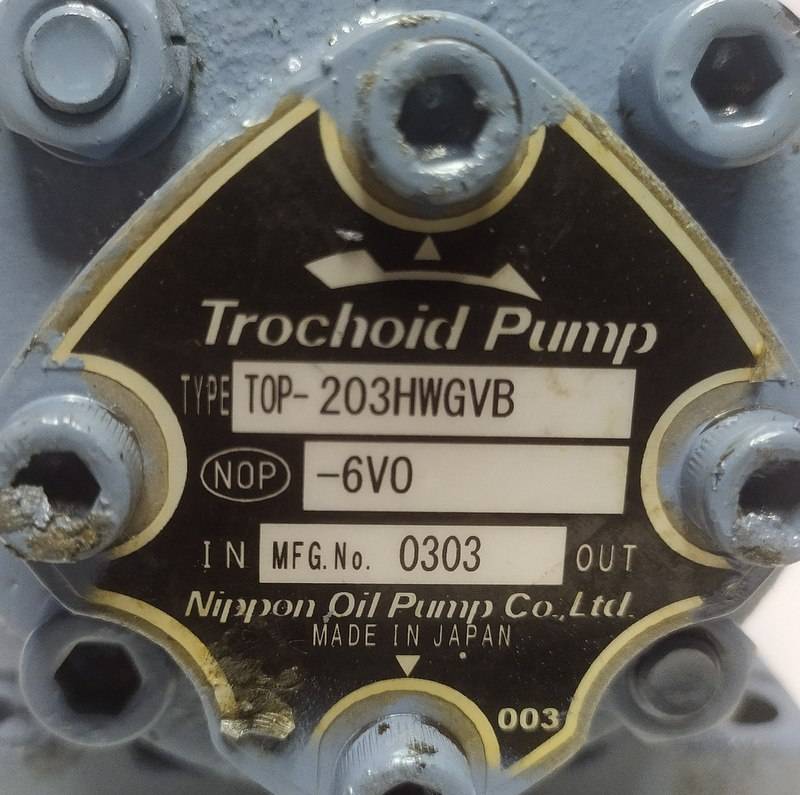 Trochoid Pump
TYPE TOP-203HWGVB
NOP -6V0
IN MFG.No. 0303 OUT
Nippon Oil Pump Co.,Ltd.
MADE IN JAPAN
003